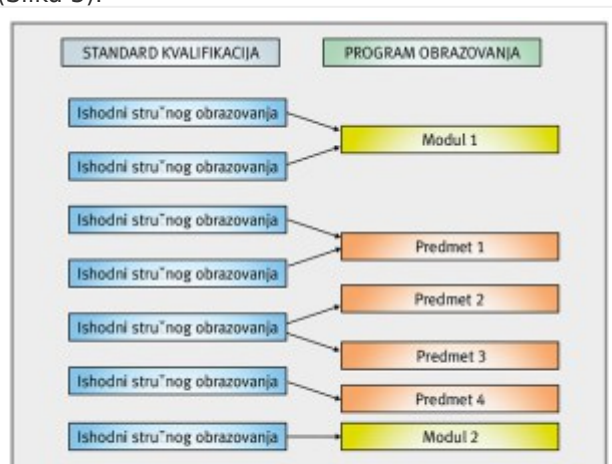 (Slika 3).
STANDARD KVALIFIKACIJA
PROGRAM OBRAZOVANJA
Ishodni stru˜nog obrazovanja
Modul 1
Ishodni stru˜nog obrazovanja
Ishodni stru˜nog obrazovanja
Predmet 1
Ishodni stru˜nog obrazovanja
Predmet 2
Ishodni stru˜nog obrazovanja
Predmet 3
Ishodni stru˜nog obrazovanja
Predmet 4
Ishodni stru˜nog obrazovanja
Modul 2